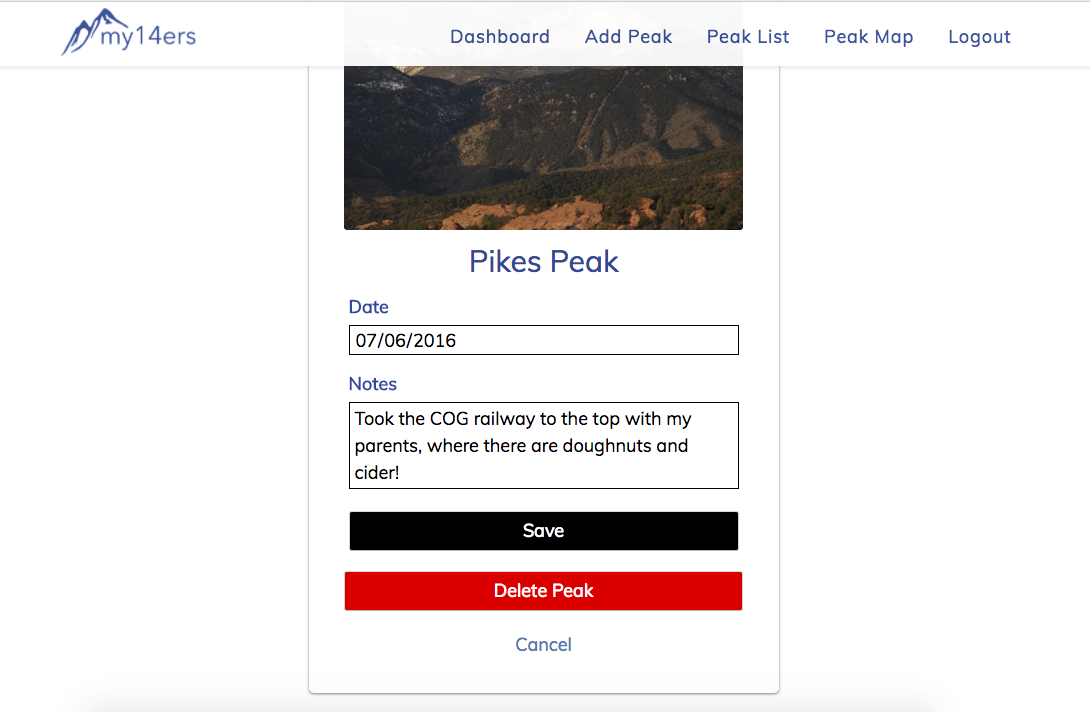 my14ers
Dashboard
Add Peak
Peak List
Peak Map
Logout
Pikes Peak
Date
07/06/2016
Notes
Took the COG railway to the top with my
parents, where there are doughnuts and
cider!
Save
Delete Peak
Cancel